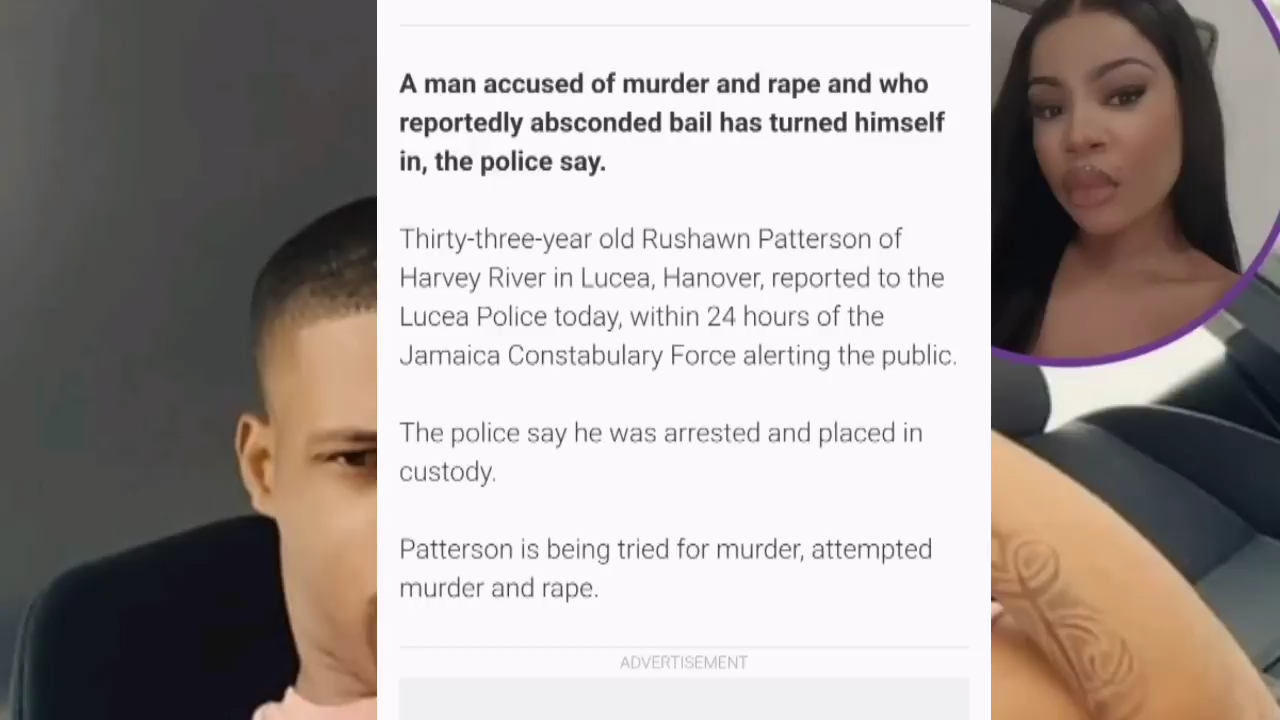 A man accused of murder and rape and who
reportedly absconded bail has turned himself
in, the police say.
Thirty-three-year old Rushawn Patterson of
Harvey River in Lucea, Hanover, reported to the
Lucea Police today, within 24 hours of the
Jamaica Constabulary Force alerting the public.
The police say he was arrested and placed in
custody.
Patterson is being tried for murder, attempted
murder and rape.
ADVERTISEMENT